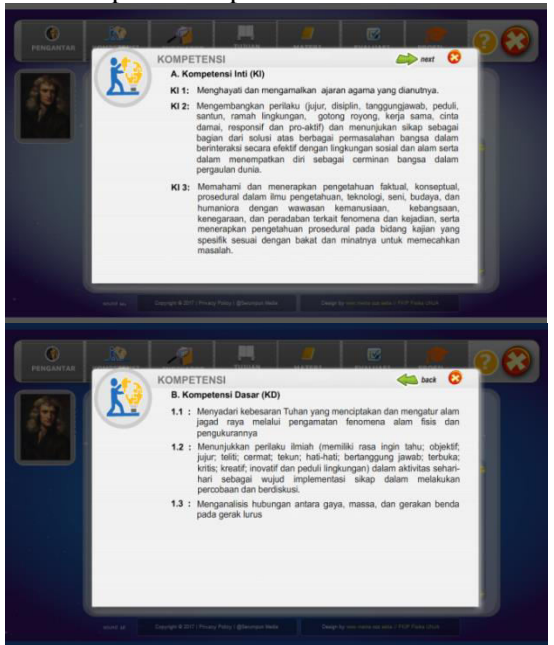 PENGANTAR
KOMPETENSI
next
A. Kompetensi Inti (KI)
KI 1: Menghayati dan mengamalkan ajaran agama yang dianutnya.
KI 2: Mengembangkan perilaku (jujur, disiplin, tanggungjawab, peduli,
santun, ramah lingkungan, gotong royong, kerja sama, cinta
damai, responsif dan pro-aktif) dan menunjukan sikap sebagai
bagian dari solusi atas berbagai permasalahan bangsa dalam
berinteraksi secara efektif dengan lingkungan sosial dan alam serta
dalam menempatkan diri sebagai cerminan bangsa dalam
pergaulan dunia.
KI 3: Memahami dan menerapkan pengetahuan faktual, konseptual,
prosedural dalam ilmu pengetahuan, teknologi, seni, budaya, dan
humaniora dengan wawasan kemanusiaan, kebangsaan,
kenegaraan, dan peradaban terkait fenomena dan kejadian, serta
menerapkan pengetahuan prosedural pada bidang kajian yang
spesifik sesuai dengan bakat dan minatnya untuk memecahkan
masalah.
Copyright © 2017 | Privacy Policy |
PENGANTAR
KOMPETENSI
back
B. Kompetensi Dasar (KD)
1.1 : Menyadari kebesaran Tuhan yang menciptakan dan mengatur alam
jagad raya melalui pengamatan fenomena alam fisis dan
pengukurannya
1.2 : Menunjukkan perilaku ilmiah (memiliki rasa ingin tahu; objektif;
jujur; teliti; cermat; tekun; hati-hati; bertanggung jawab; terbuka;
kritis; kreatif; inovatif dan peduli lingkungan) dalam aktivitas sehari-
hari sebagai wujud implementasi sikap dalam melakukan
percobaan dan berdiskusi.
1.3 : Menganalisis hubungan antara gaya, massa, dan gerakan benda
pada gerak lurus
Copyright © 2017 | Privacy Policy |